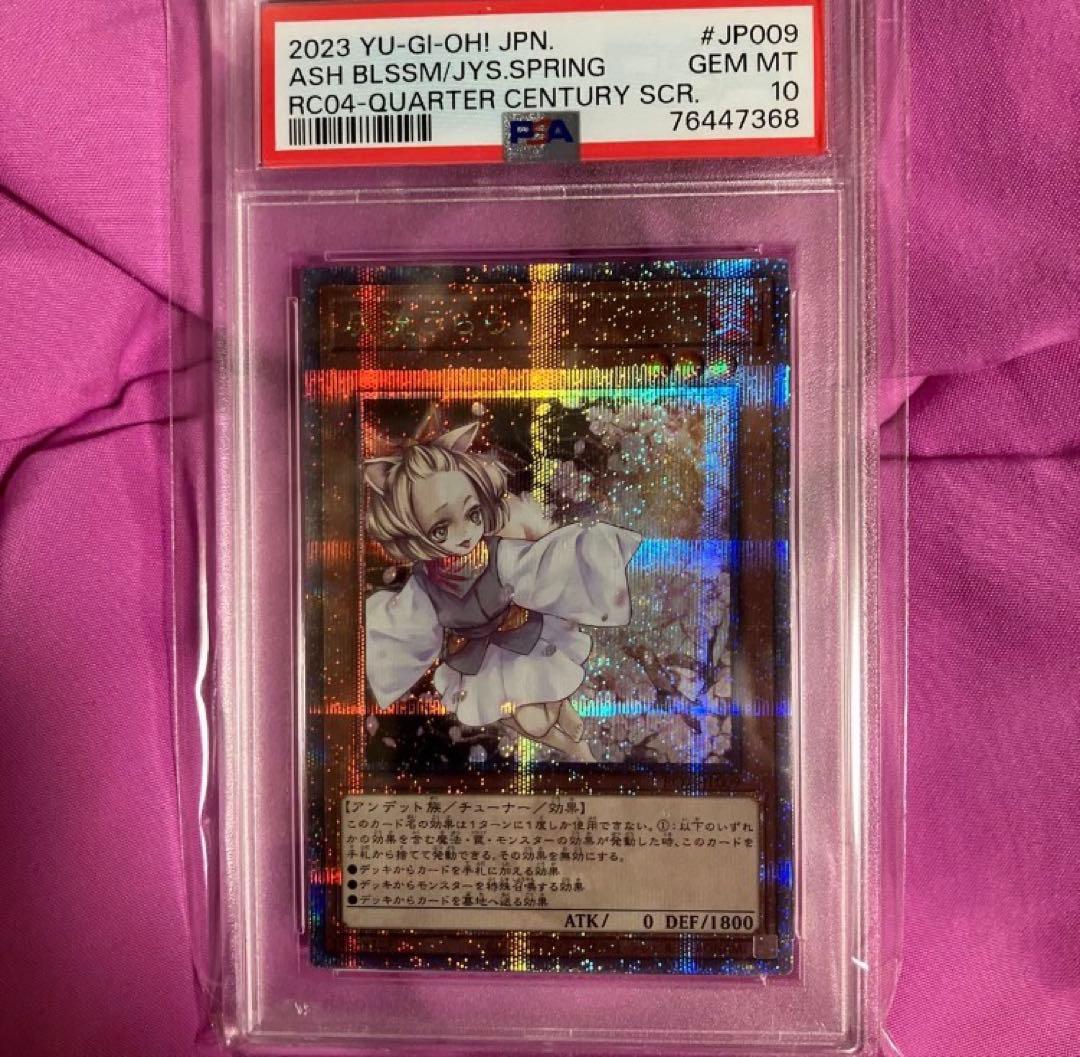 2023 YU-GI-OH! JPN. #JP009
ASH BLSSM/JYS.SPRING GEM MT
RC04-QUARTER CENTURY SCR. 10
PSA 76447368
灰流うらら
【アンデット族/チューナー/効果】
このカード名の効果は1ターンに1度しか使用できない。①:以下のいずれ
かの効果を含む魔法・罠・モンスターの効果が発動した時、このカードを
手札から捨てて発動できる。その効果を無効にする。
●デッキからカードを手札に加える効果
●デッキからモンスターを特殊召喚する効果
●デッキからカードを墓地へ送る効果
ATK/ 0 DEF/1800